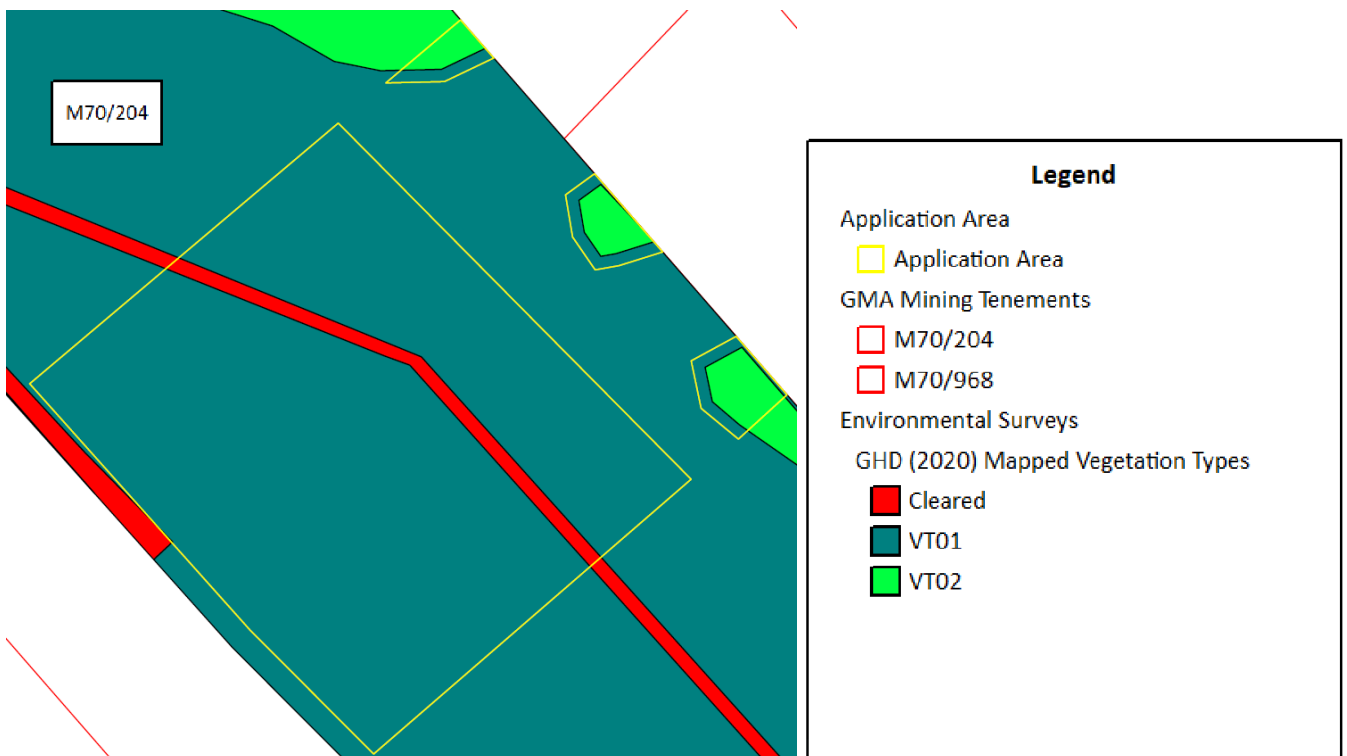 M70/204
Legend
Application Area
Application Area
GMA Mining Tenements
M70/204
M70/968
Environmental Surveys
GHD (2020) Mapped Vegetation Types
Cleared
VT01
VT02